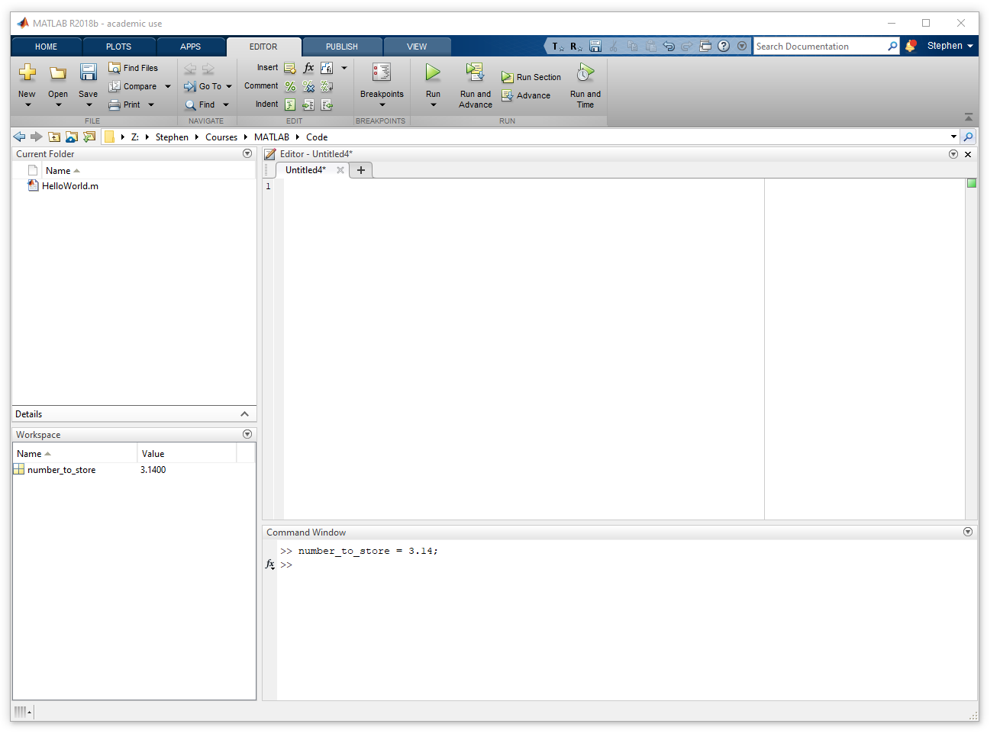 MATLAB R2018b - academic use
HOME PLOTS APPS EDITOR PUBLISH VIEW Search Documentation Stephen
New Open Save Find Files Compare Print
FILE
Go To Find
NAVIGATE
Insert fx
Comment
Indent
EDIT
Breakpoints
BREAKPOINTS
Run Run and Advance Run Section Advance Run and Time
RUN
Z: Stephen Courses MATLAB Code
Current Folder
Name
HelloWorld.m
Details
Workspace
Name Value
number_to_store 3.1400
Editor - Untitled4*
Untitled4* +
1
Command Window
>> number_to_store = 3.14;
fx >>